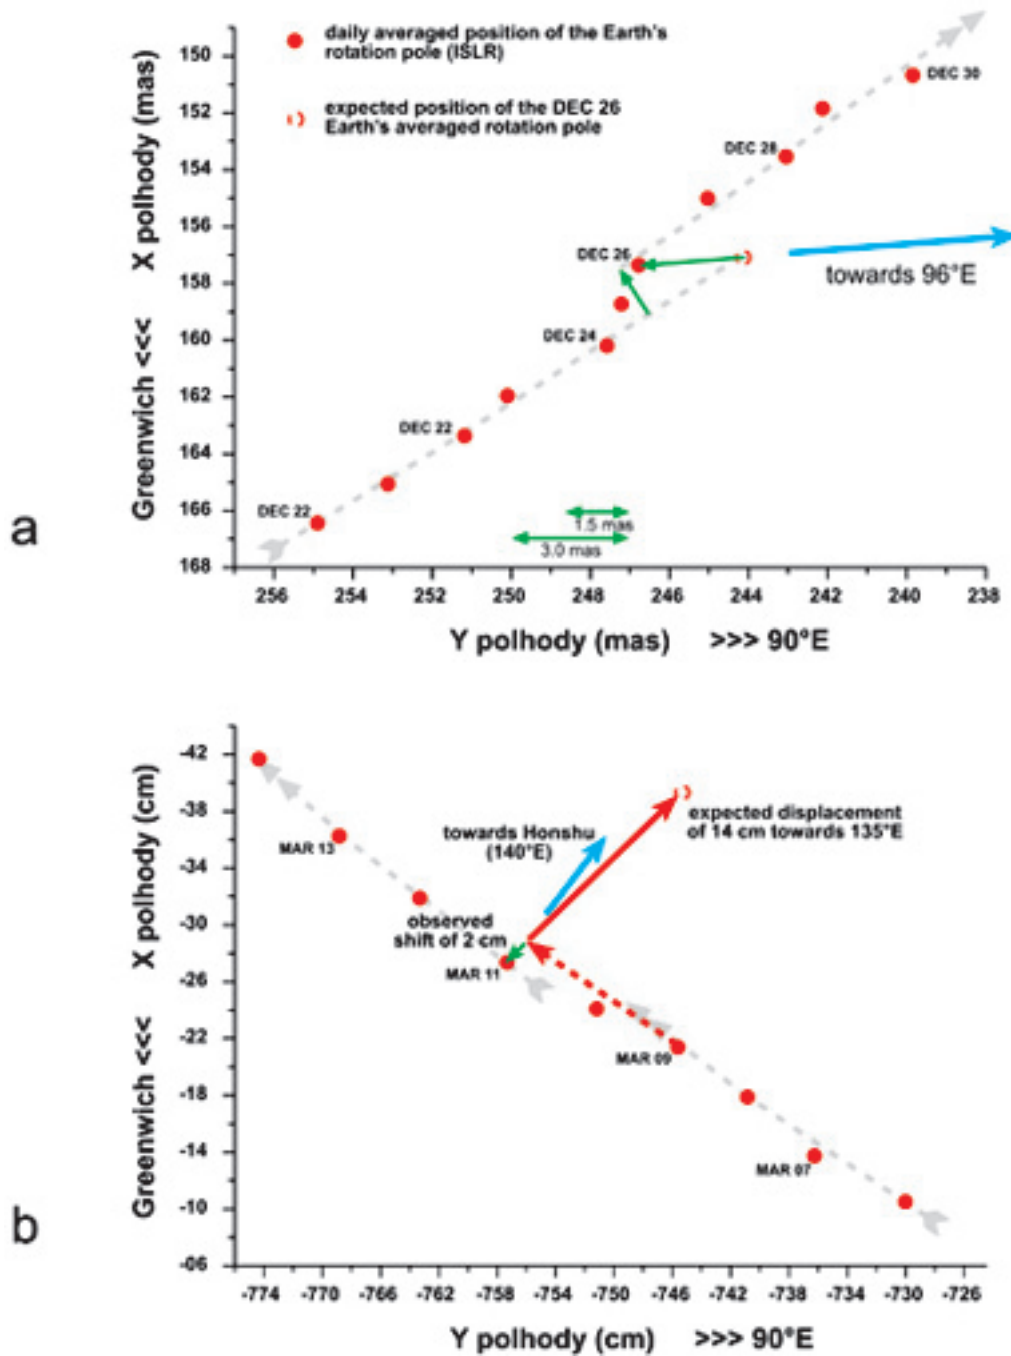 a
daily averaged position of the Earth's
rotation pole (ISLR)
expected position of the DEC 26
Earth's averaged rotation pole
Greenwich <<< X polhody (mas)
150
152
154
156
158
160
162
164
166
168
DEC 30
DEC 28
DEC 26
towards 96°E
DEC 24
DEC 22
DEC 22
1.5 mas
3.0 mas
256 254 252 250 248 246 244 242 240 238
Y polhody (mas) >>> 90°E
b
Greenwich <<< X polhody (cm)
-42
-38
-34
-30
-26
-22
-18
-14
-10
-06
expected displacement
of 14 cm towards 135°E
towards Honshu
(140°E)
MAR 13
observed
shift of 2 cm
MAR 11
MAR 09
MAR 07
-774 -770 -766 -762 -758 -754 -750 -746 -742 -738 -734 -730 -726
Y polhody (cm) >>> 90°E